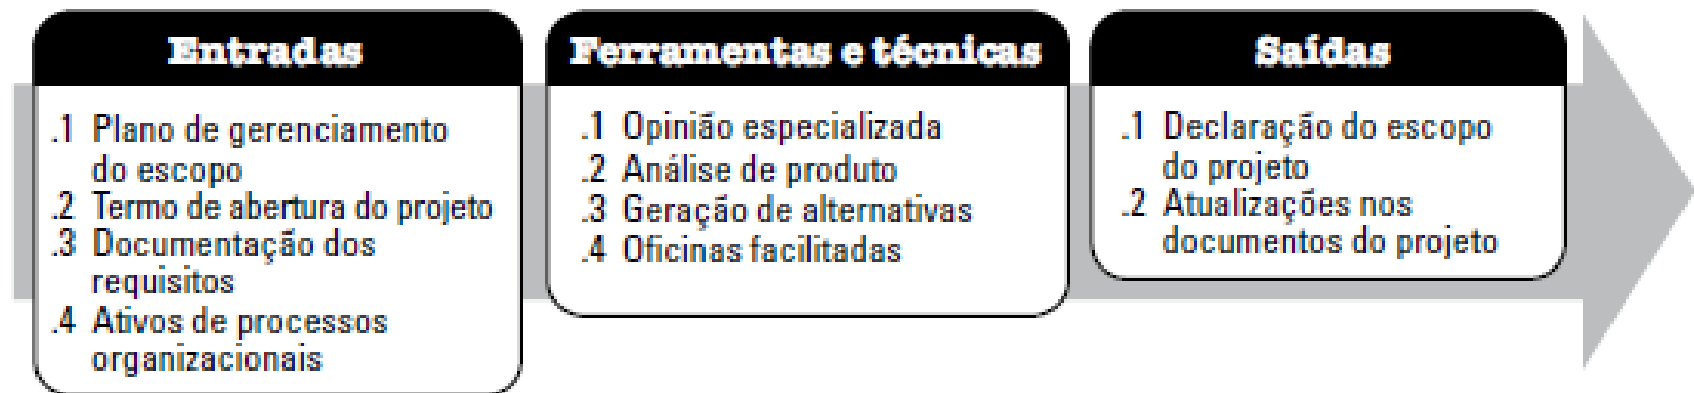 Entradas
.1 Plano de gerenciamento
do escopo
.2 Termo de abertura do projeto
.3 Documentação dos
requisitos
.4 Ativos de processos
organizacionais
Ferramentas e técnicas
.1 Opinião especializada
.2 Análise de produto
.3 Geração de alternativas
.4 Oficinas facilitadas
Saídas
.1 Declaração do escopo
do projeto
.2 Atualizações nos
documentos do projeto